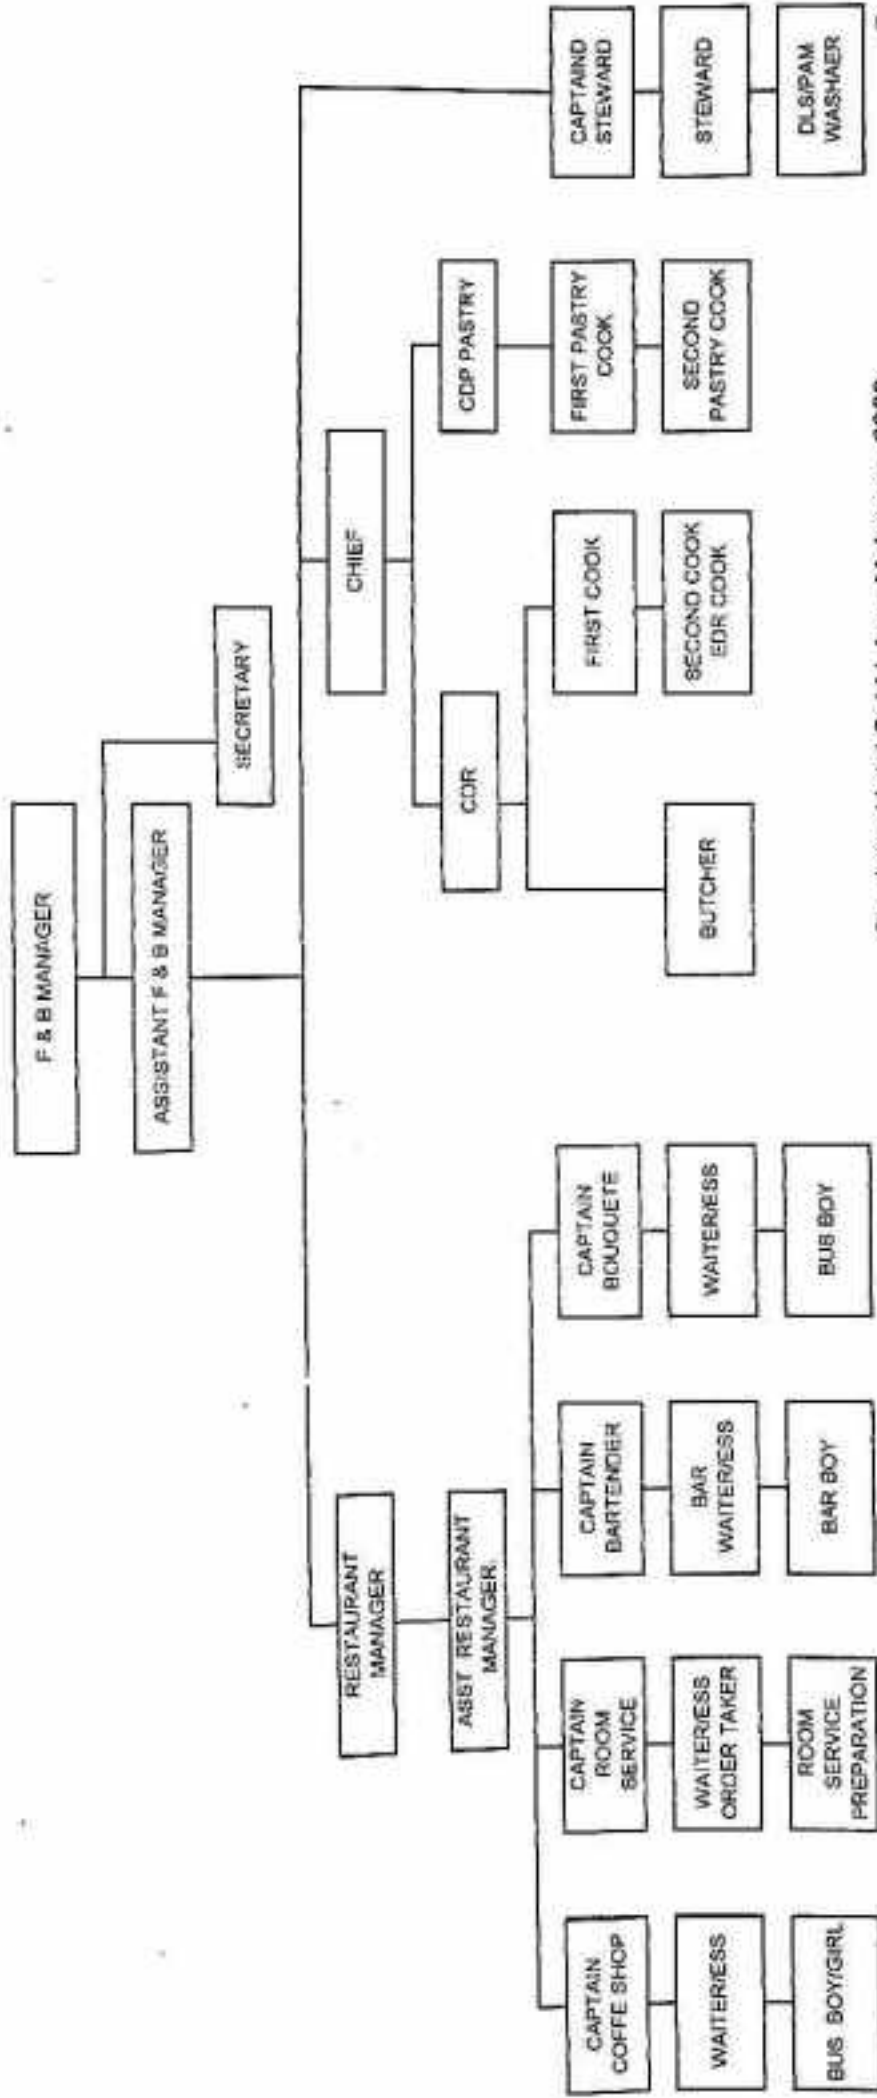 F & B MANAGER
ASSISTANT F & B MANAGER
SECRETARY
RESTAURANT
MANAGER
CHIEF
ASST RESTAURANT
MANAGER
CDR
CDP PASTRY
CAPTAIN
COFFE SHOP
CAPTAIN
ROOM
SERVICE
CAPTAIN
BARTENDER
CAPTAIN
BOUQUETE
FIRST COOK
FIRST PASTRY
COOK
CAPTAIND
STEWARD
WAITER/ESS
WAITER/ESS
ORDER TAKER
BAR
WAITER/ESS
WAITER/ESS
BUTCHER
SECOND COOK
EDR COOK
SECOND
PASTRY COOK
STEWARD
BUS BOY/GIRL
ROOM
SERVICE
PREPARATION
BAR BOY
BUS BOY
DLS/PAM
WASHAER